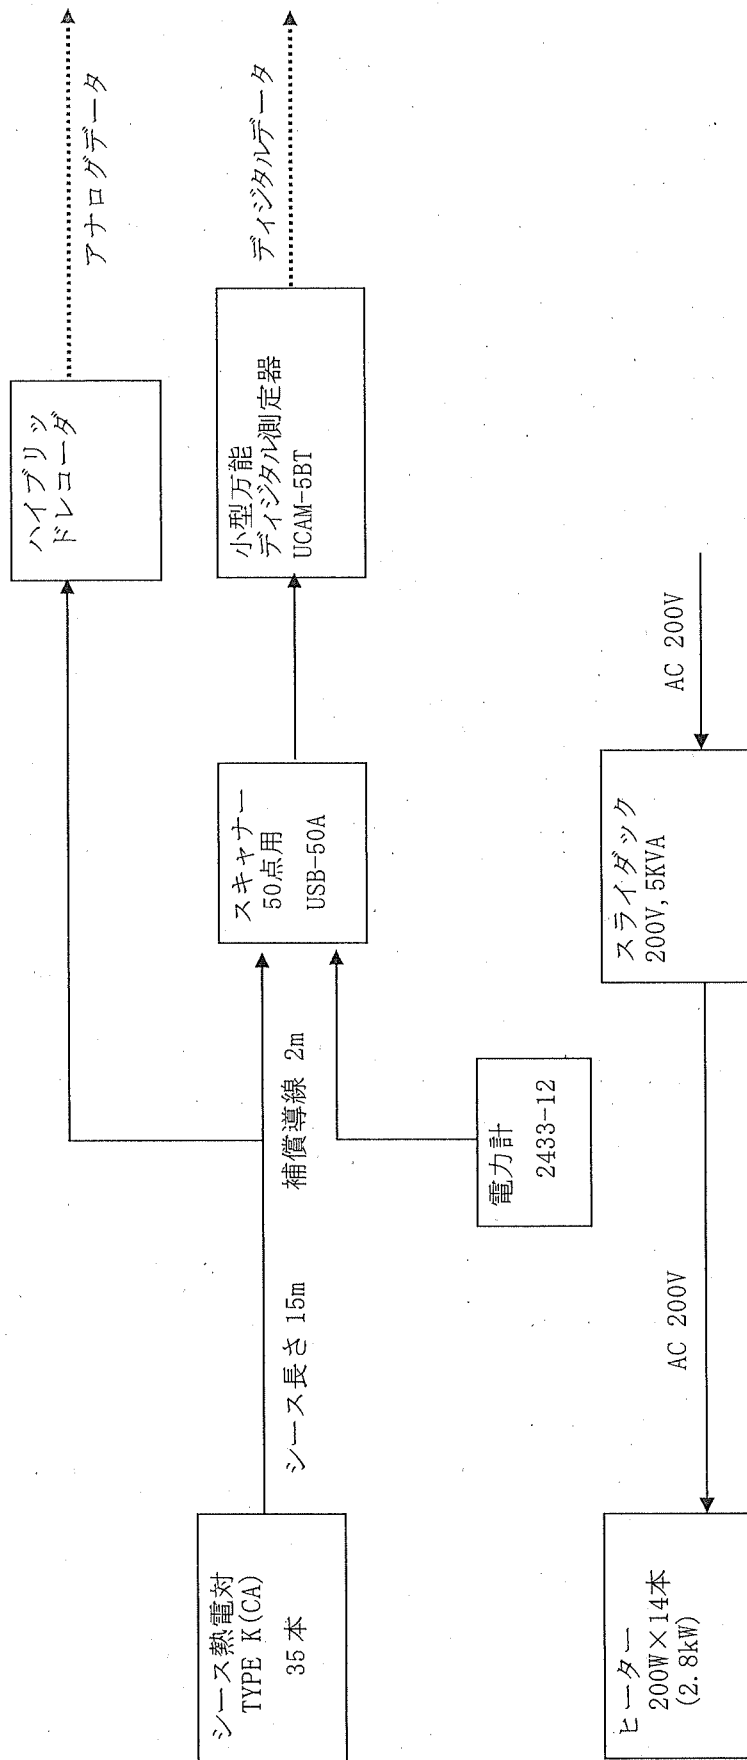 シース熱電対
TYPE K(CA)
35本
シース長さ 15m
補償導線 2m
ハイブリッ
ドレコーダ
アナログデータ
スキャナー
50点用
USB-50A
小型万能
ディジタル測定器
UCAM-5BT
ディジタルデータ
電力計
2433-12
ヒーター
200W×14本
(2.8kW)
AC 200V
スライダック
200V, 5KVA
AC 200V